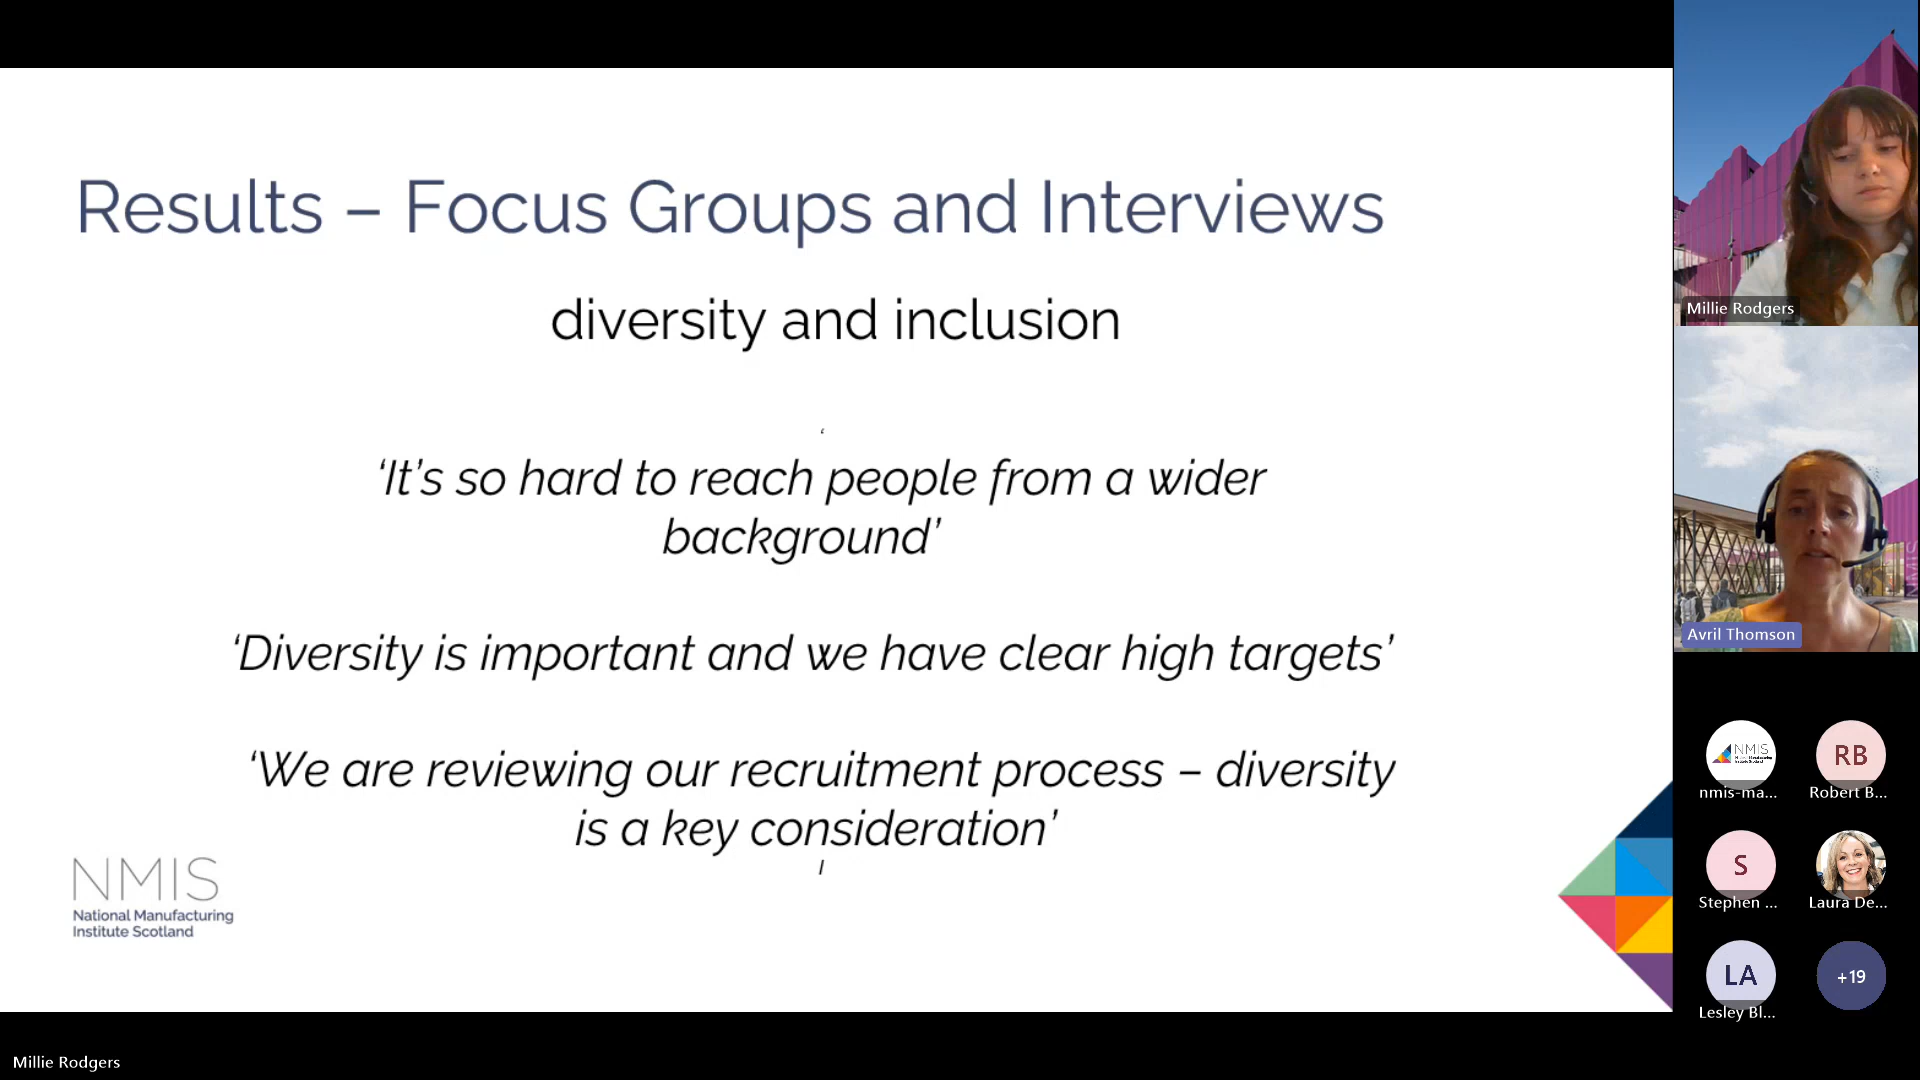 Results – Focus Groups and Interviews
diversity and inclusion
‘
‘It’s so hard to reach people from a wider
background’
‘Diversity is important and we have clear high targets’
‘We are reviewing our recruitment process – diversity
is a key consideration’
NMIS
National Manufacturing
Institute Scotland
Millie Rodgers
Avril Thomson
NMIS
nmis-ma...
RB
Robert B...
S
Stephen ...
Laura De...
LA
Lesley Bl...
+19
Millie Rodgers